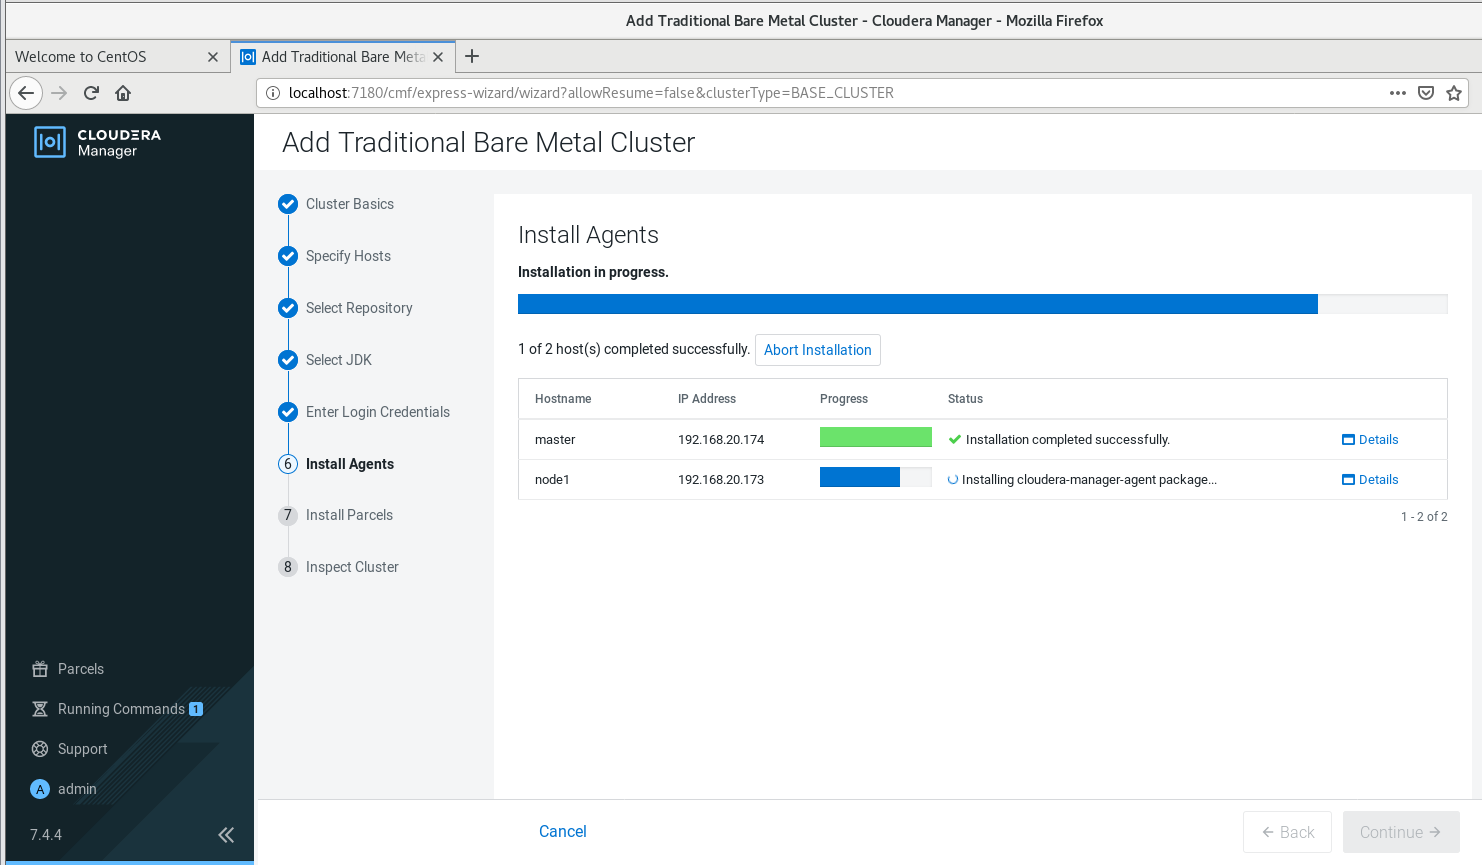 Add Traditional Bare Metal Cluster - Cloudera Manager - Mozilla Firefox
Welcome to CentOS
Add Traditional Bare Meta
localhost:7180/cmf/express-wizard/wizard?allowResume=false&clusterType=BASE_CLUSTER
CLOUDERA
Manager
Add Traditional Bare Metal Cluster
Cluster Basics
Specify Hosts
Select Repository
Select JDK
Enter Login Credentials
6 Install Agents
7 Install Parcels
8 Inspect Cluster
Install Agents
Installation in progress.
1 of 2 host(s) completed successfully. Abort Installation
Hostname IP Address Progress Status
master 192.168.20.174 Installation completed successfully. Details
node1 192.168.20.173 Installing cloudera-manager-agent package... Details
1 - 2 of 2
Parcels
Running Commands 1
Support
A admin
7.4.4
Cancel
Back
Continue